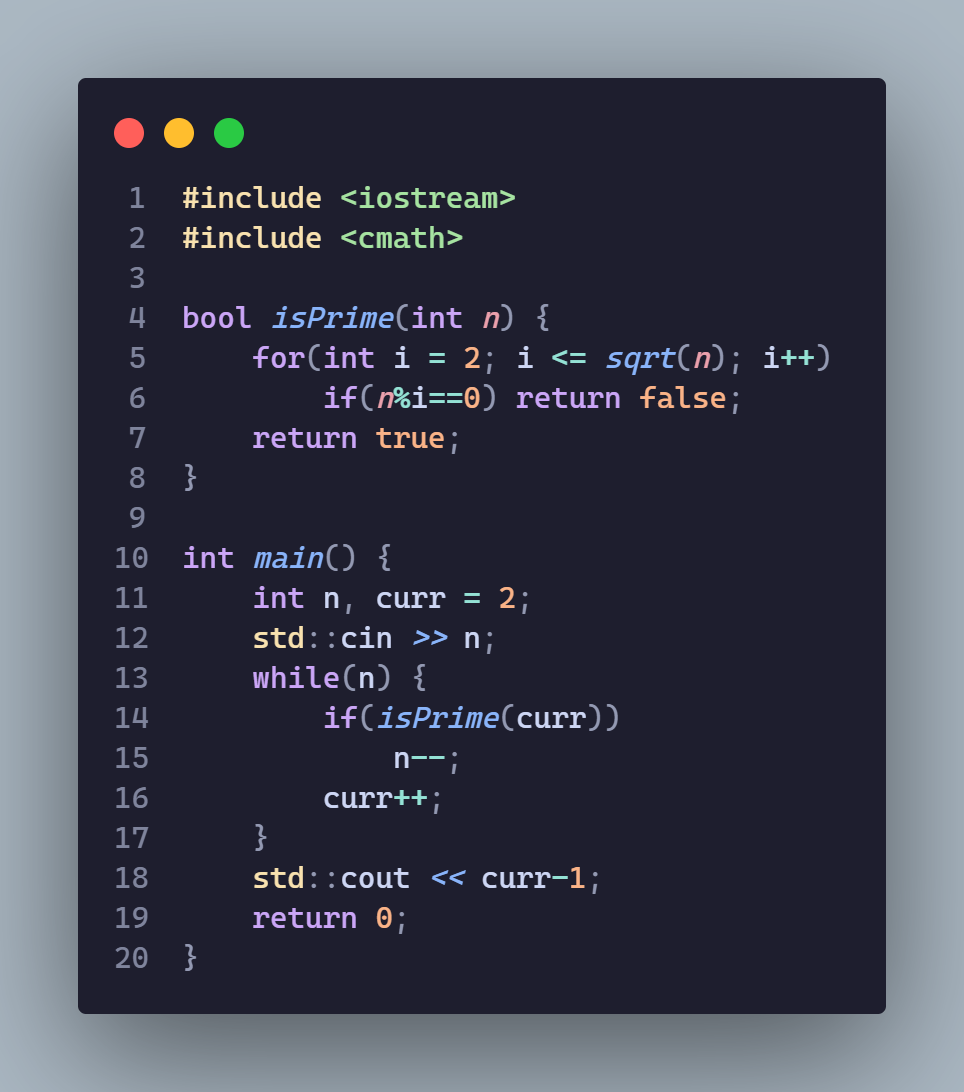 1 #include <iostream>
2 #include <cmath>
3
4 bool isPrime(int n) {
5     for(int i = 2; i <= sqrt(n); i++)
6         if(n%i==0) return false;
7     return true;
8 }
9
10 int main() {
11     int n, curr = 2;
12     std::cin >> n;
13     while(n) {
14         if(isPrime(curr))
15             n--;
16         curr++;
17     }
18     std::cout << curr-1;
19     return 0;
20 }